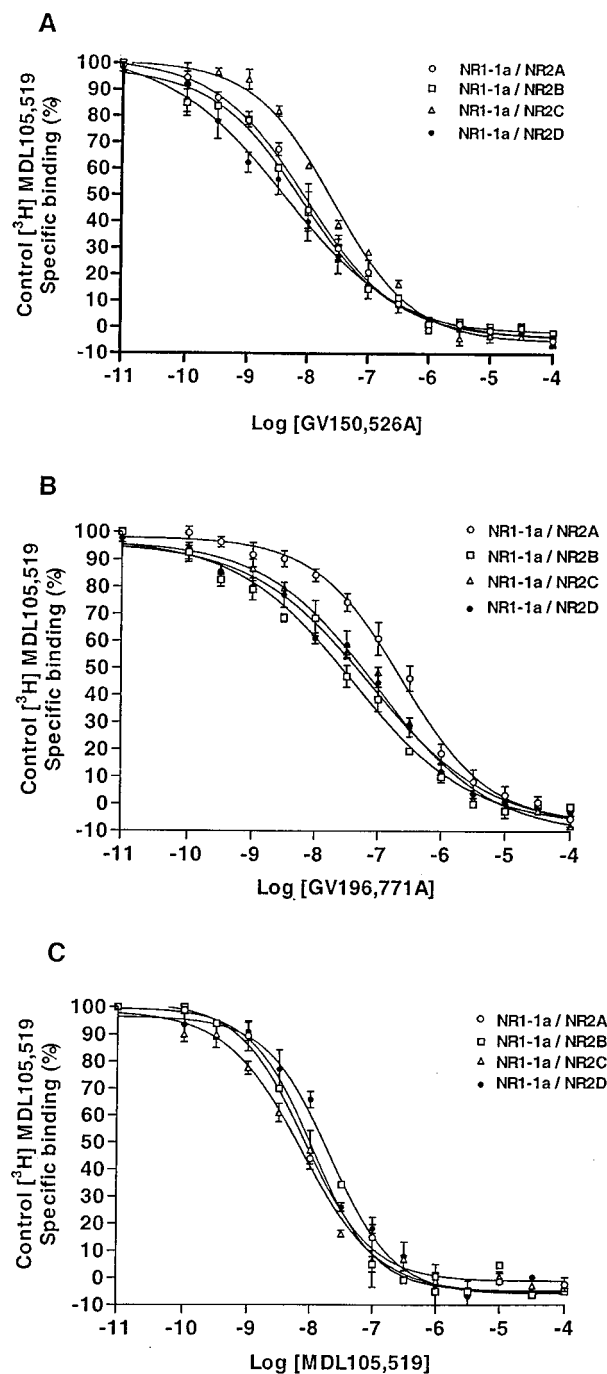 A
Control [³H] MDL105,519
Specific binding (%)
100
90
80
70
60
50
40
30
20
10
0
-10
-11 -10 -9 -8 -7 -6 -5 -4
Log [GV150,526A]
NR1-1a / NR2A
NR1-1a / NR2B
NR1-1a / NR2C
NR1-1a / NR2D
B
Control [³H] MDL105,519
Specific binding (%)
100
90
80
70
60
50
40
30
20
10
0
-10
-11 -10 -9 -8 -7 -6 -5 -4
Log [GV196,771A]
NR1-1a / NR2A
NR1-1a / NR2B
NR1-1a / NR2C
NR1-1a / NR2D
C
Control [³H] MDL105,519
Specific binding (%)
100
90
80
70
60
50
40
30
20
10
0
-10
-11 -10 -9 -8 -7 -6 -5 -4
Log [MDL105,519]
NR1-1a / NR2A
NR1-1a / NR2B
NR1-1a / NR2C
NR1-1a / NR2D